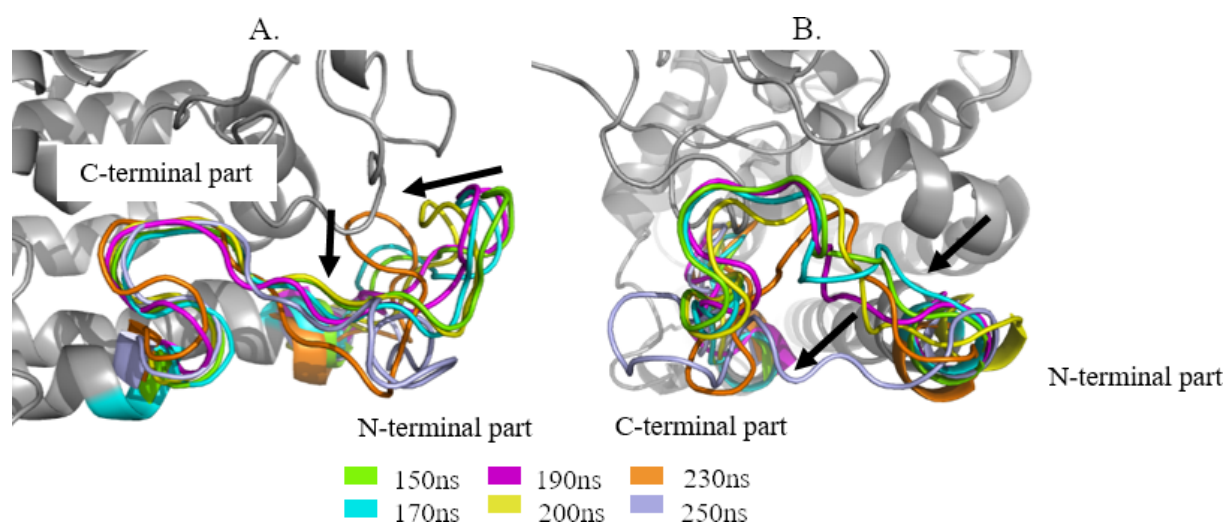 A.
B.
C-terminal part
N-terminal part
N-terminal part
C-terminal part
150ns
190ns
230ns
170ns
200ns
250ns